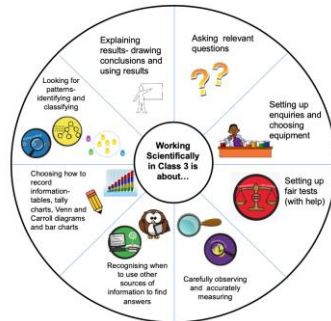 Working
Scientifically
in Class 3 is
about...
Asking relevant
questions
Setting up
enquiries and
choosing
equipment
Setting up
fair tests
(with help)
Carefully observing
and accurately
measuring
Recognising when
to use other
sources of
information to find
answers
Choosing how to
record
information-
tables, tally
charts, Venn and
Carroll diagrams
and bar charts
Looking for
patterns-
identifying and
classifying
Explaining
results- drawing
conclusions and
using results